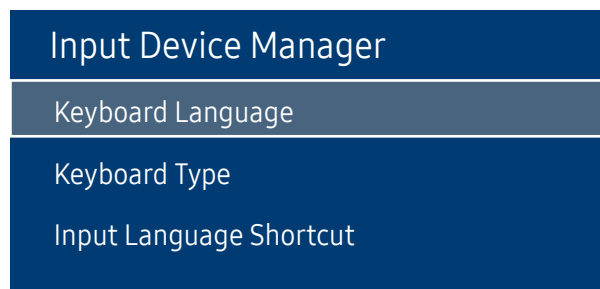 Input Device Manager
Keyboard Language
Keyboard Type
Input Language Shortcut